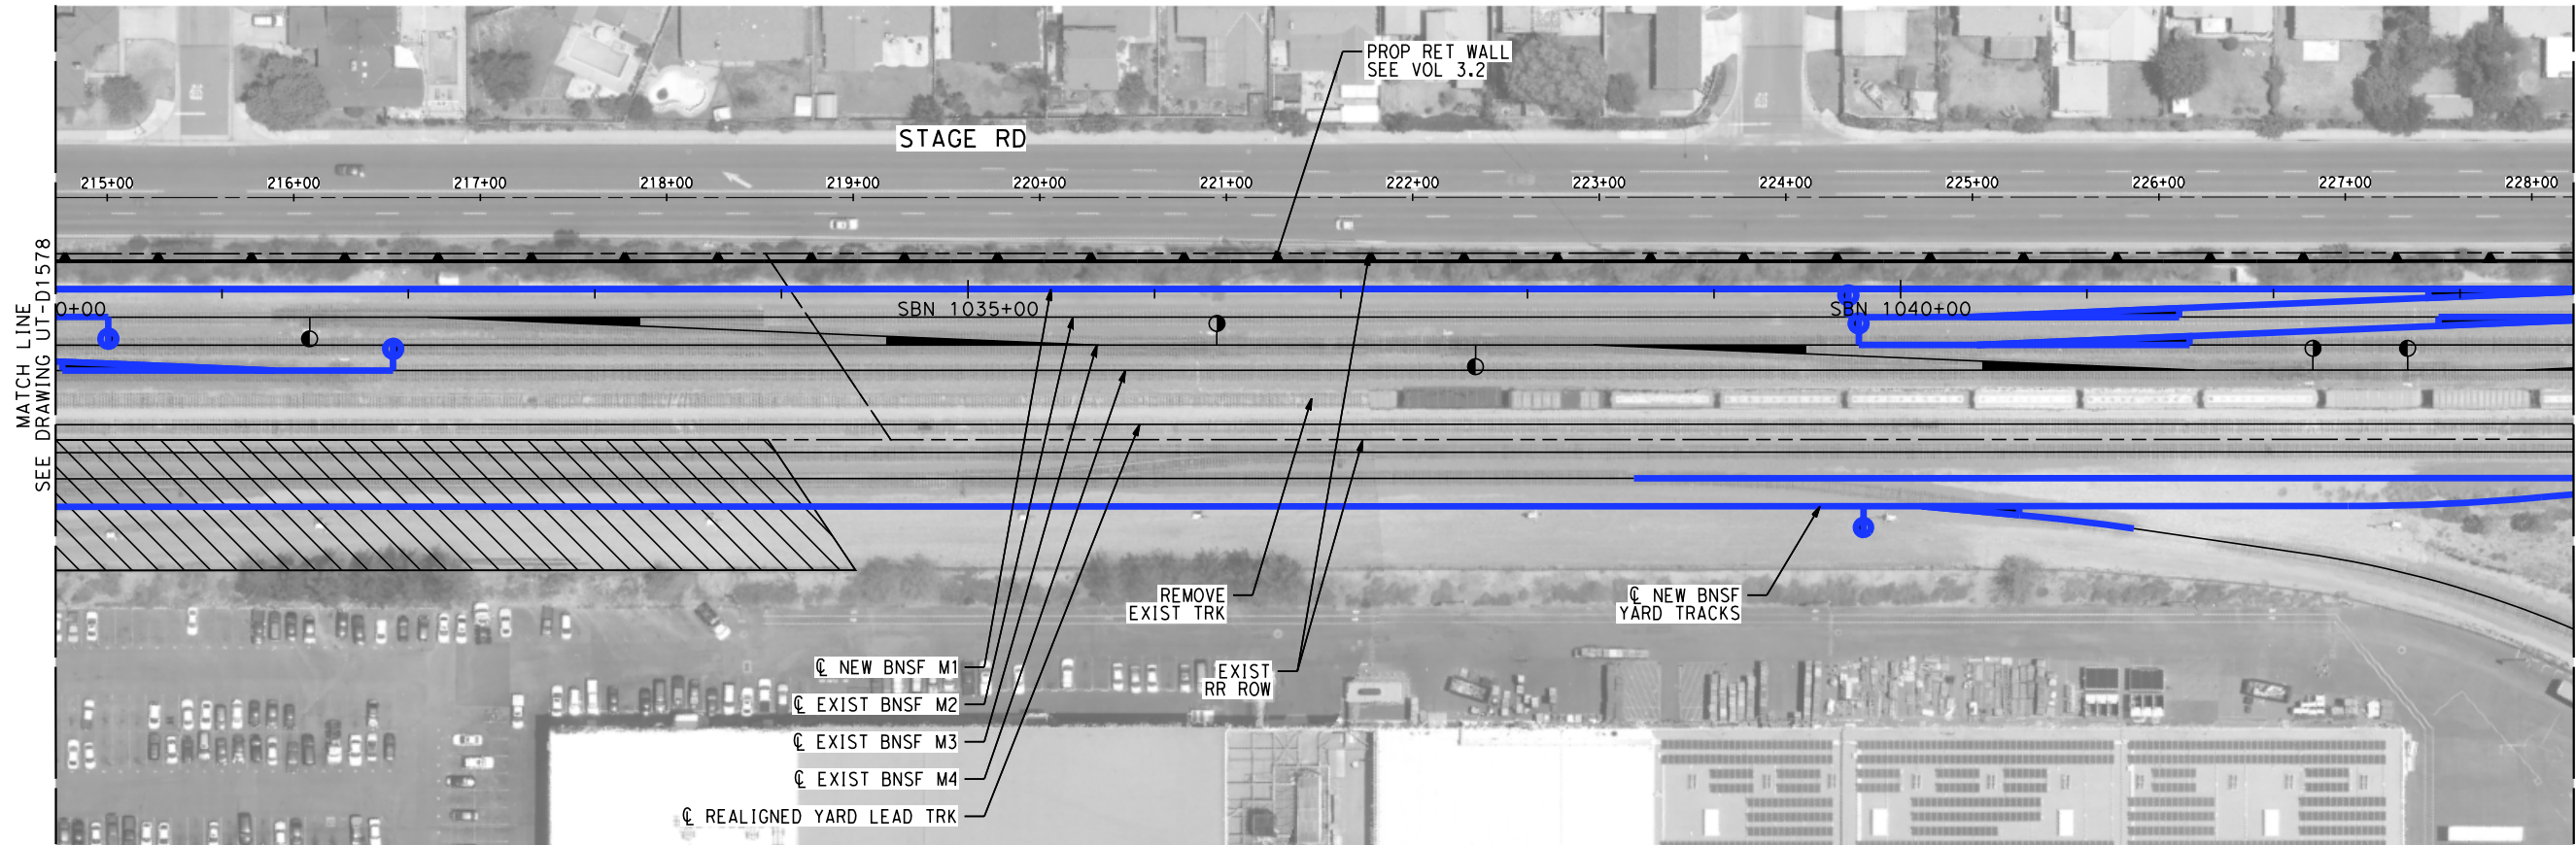 PROP RET WALL
SEE VOL 3.2
STAGE RD
215+00 216+00 217+00 218+00 219+00 220+00 221+00 222+00 223+00 224+00 225+00 226+00 227+00 228+00
MATCH LINE
SEE DRAWING UT-D1578
0+00
SBN 1035+00
SBN 1040+00
REMOVE
EXIST TRK
℄ NEW BNSF
YARD TRACKS
EXIST
RR ROW
℄ NEW BNSF M1
℄ EXIST BNSF M2
℄ EXIST BNSF M3
℄ EXIST BNSF M4
℄ REALIGNED YARD LEAD TRK